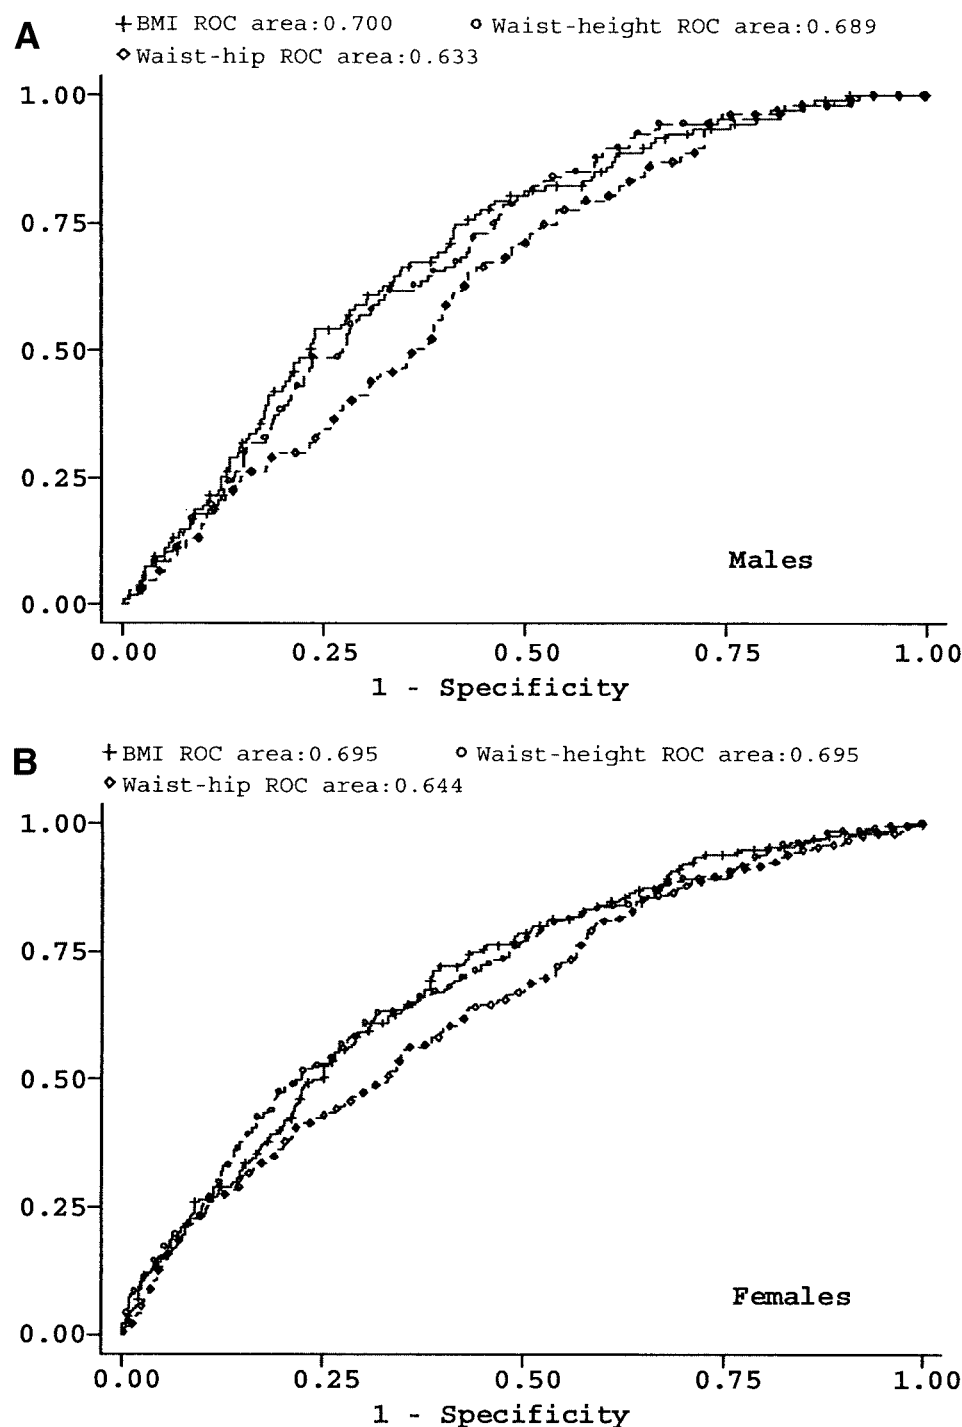 A
BMI ROC area:0.700 Waist-height ROC area:0.689
Waist-hip ROC area:0.633
1.00
0.75
0.50
0.25
0.00
Males
0.00 0.25 0.50 0.75 1.00
1 - Specificity
B
BMI ROC area:0.695 Waist-height ROC area:0.695
Waist-hip ROC area:0.644
1.00
0.75
0.50
0.25
0.00
Females
0.00 0.25 0.50 0.75 1.00
1 - Specificity